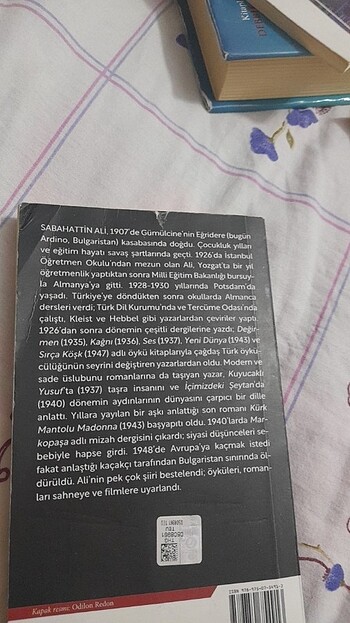 Kitap
SABAHATTİN ALİ, 1907'de Gümülcine'nin Eğridere (bugün
Ardino, Bulgaristan) kasabasında doğdu. Çocukluk yılları
ve eğitim hayatı savaş şartlarında geçti. 1926'da İstanbul
Öğretmen Okulu'ndan mezun olan Ali, Yozgat'ta bir yıl
öğretmenlik yaptıktan sonra Milli Eğitim Bakanlığı bursuy-
la Almanya'ya gitti. 1928-1930 yıllarında Potsdam'da
yaşadı. Türkiye'ye döndükten sonra okullarda Almanca
dersleri verdi; Türk Dil Kurumu'nda ve Tercüme Odası'nda
çalıştı, Kleist ve Hebbel gibi yazarlardan çeviriler yaptı.
1926'dan sonra dönemin çeşitli dergilerine yazdı; Değir-
men (1935), Kağnı (1936), Ses (1937), Yeni Dünya (1943) ve
Sırça Köşk (1947) adlı öykü kitaplarıyla çağdaş Türk öykü-
cülüğünün seyrini değiştiren yazarlardan oldu. Modern ve
sade üslubunu romanlarına da taşıyan yazar, Kuyucaklı
Yusuf'ta (1937) taşra insanını ve İçimizdeki Şeytan'da
(1940) dönemin aydınlarının dünyasını çarpıcı bir dille
anlattı. Yıllara yayılan bir aşkı anlattığı son romanı Kürk
Mantolu Madonna (1943) başyapıtı oldu. 1940'larda Mar-
kopaşa adlı mizah dergisini çıkardı; siyasi düşünceleri se-
bebiyle hapse girdi. 1948'de Avrupa'ya kaçmak istedi
fakat anlaştığı kaçakçı tarafından Bulgaristan sınırında öl-
dürüldü. Ali'nin pek çok şiiri bestelendi; öyküleri, roman-
ları sahneye ve filmlere uyarlandı.
Kapak resmi: Odilon Redon